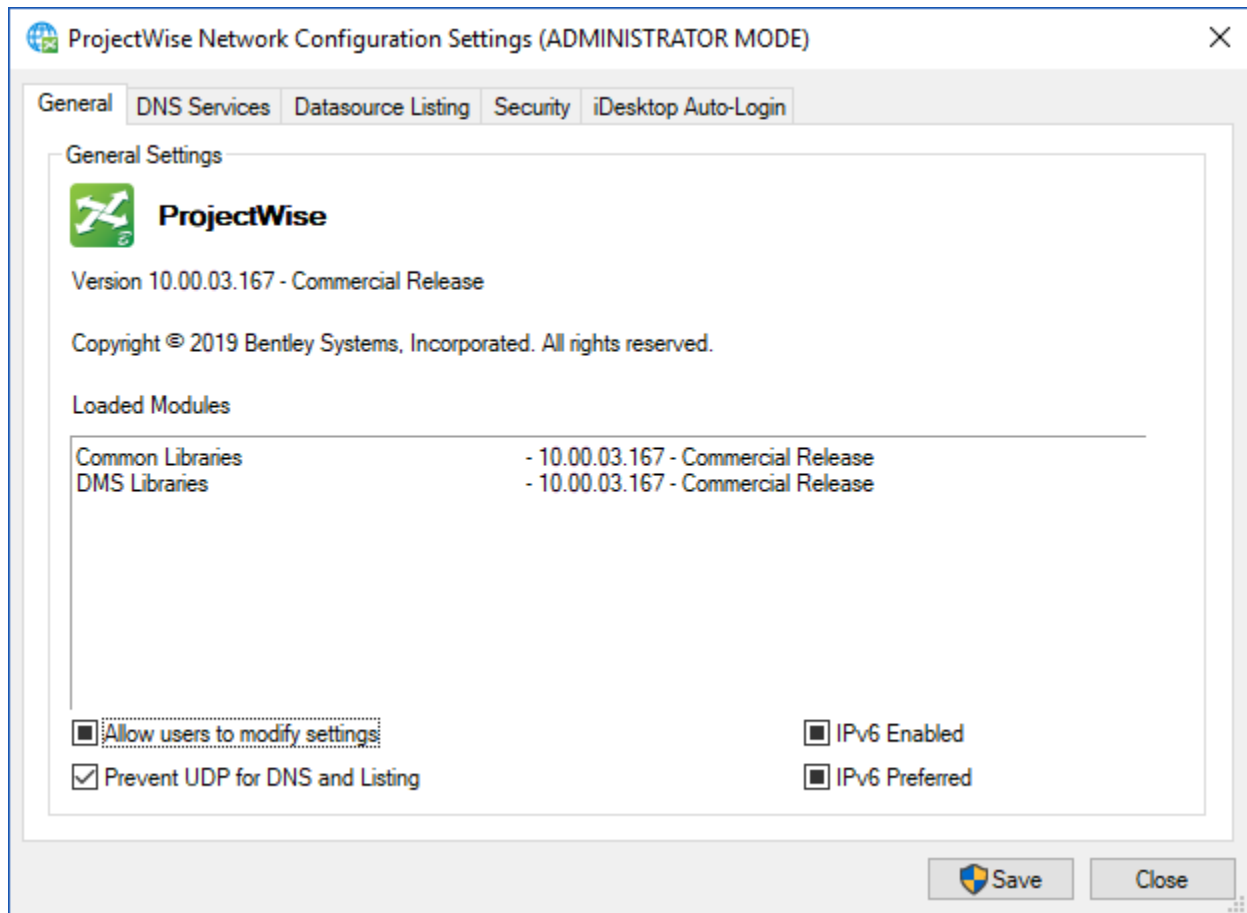 ProjectWise Network Configuration Settings (ADMINISTRATOR MODE)
General DNS Services Datasource Listing Security iDesktop Auto-Login
General Settings
ProjectWise
Version 10.00.03.167 - Commercial Release
Copyright © 2019 Bentley Systems, Incorporated. All rights reserved.
Loaded Modules
Common Libraries - 10.00.03.167 - Commercial Release
DMS Libraries - 10.00.03.167 - Commercial Release
Allow users to modify settings IPv6 Enabled
Prevent UDP for DNS and Listing IPv6 Preferred
Save Close